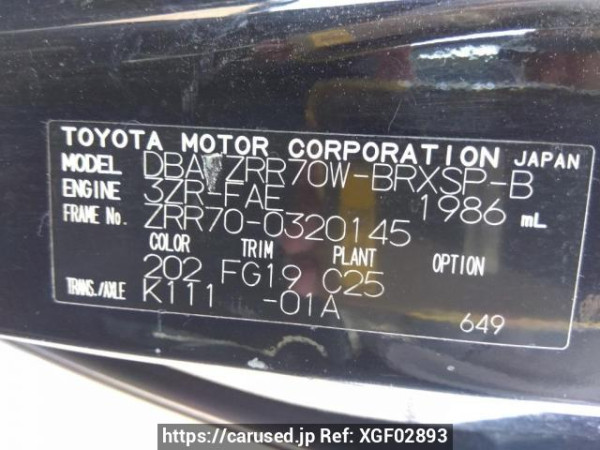 TOYOTA MOTOR CORPORATION JAPAN
MODEL DBA-ZRR70W-BRXSP-B
ENGINE 3ZR-FAE 1986 mL
FRAME No. ZRR70-0320145
COLOR TRIM PLANT OPTION
202 FG19 C25
TRANS./AXLE K111 -01A
649
https://carused.jp Ref: XGF02893